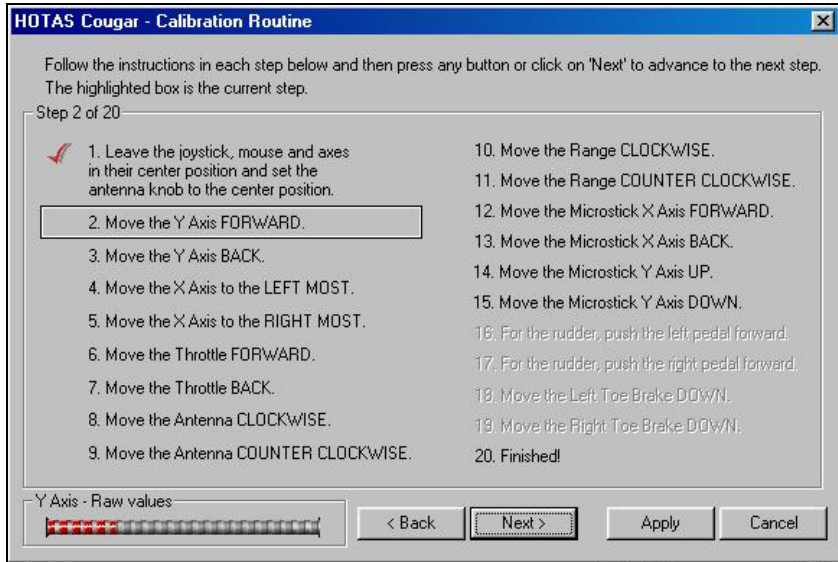 HOTAS Cougar - Calibration Routine
Follow the instructions in each step below and then press any button or click on 'Next' to advance to the next step.
The highlighted box is the current step.
Step 2 of 20
1. Leave the joystick, mouse and axes
in their center position and set the
antenna knob to the center position.
2. Move the Y Axis FORWARD.
3. Move the Y Axis BACK.
4. Move the X Axis to the LEFT MOST.
5. Move the X Axis to the RIGHT MOST.
6. Move the Throttle FORWARD.
7. Move the Throttle BACK.
8. Move the Antenna CLOCKWISE.
9. Move the Antenna COUNTER CLOCKWISE.
10. Move the Range CLOCKWISE.
11. Move the Range COUNTER CLOCKWISE.
12. Move the Microstick X Axis FORWARD.
13. Move the Microstick X Axis BACK.
14. Move the Microstick Y Axis UP.
15. Move the Microstick Y Axis DOWN.
16. For the rudder, push the left pedal forward.
17. For the rudder, push the right pedal forward.
18. Move the Left Toe Brake DOWN.
19. Move the Right Toe Brake DOWN.
20. Finished!
Y Axis - Raw values
< Back
Next >
Apply
Cancel